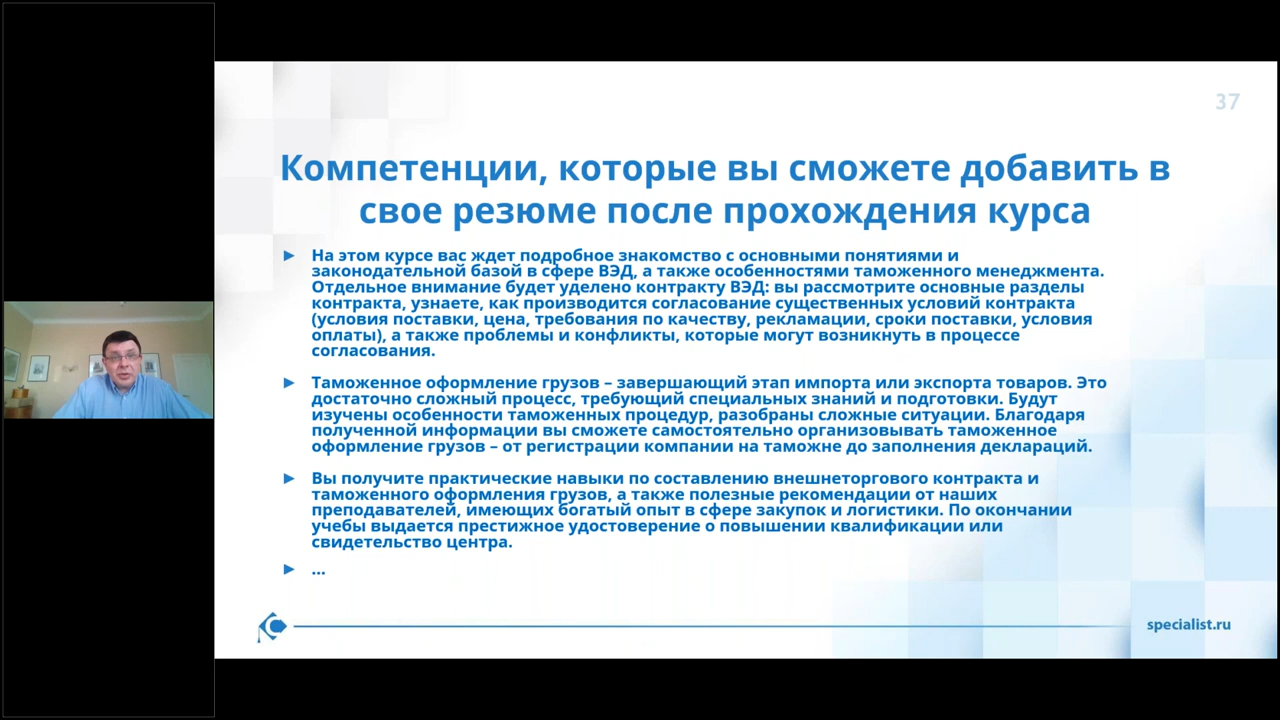 37
Компетенции, которые вы сможете добавить в
свое резюме после прохождения курса
► На этом курсе вас ждет подробное знакомство с основными понятиями и
законодательной базой в сфере ВЭД, а также особенностями таможенного менеджмента.
Отдельное внимание будет уделено контракту ВЭД: вы рассмотрите основные разделы
контракта, узнаете, как производится согласование существенных условий контракта
(условия поставки, цена, требования по качеству, рекламации, сроки поставки, условия
оплаты), а также проблемы и конфликты, которые могут возникнуть в процессе
согласования.
► Таможенное оформление грузов – завершающий этап импорта или экспорта товаров. Это
достаточно сложный процесс, требующий специальных знаний и подготовки. Будут
изучены особенности таможенных процедур, разобраны сложные ситуации. Благодаря
полученной информации вы сможете самостоятельно организовывать таможенное
оформление грузов – от регистрации компании на таможне до заполнения деклараций.
► Вы получите практические навыки по составлению внешнеторгового контракта и
таможенного оформления грузов, а также полезные рекомендации от наших
преподавателей, имеющих богатый опыт в сфере закупок и логистики. По окончании
учебы выдается престижное удостоверение о повышении квалификации или
свидетельство центра.
► ...
specialist.ru